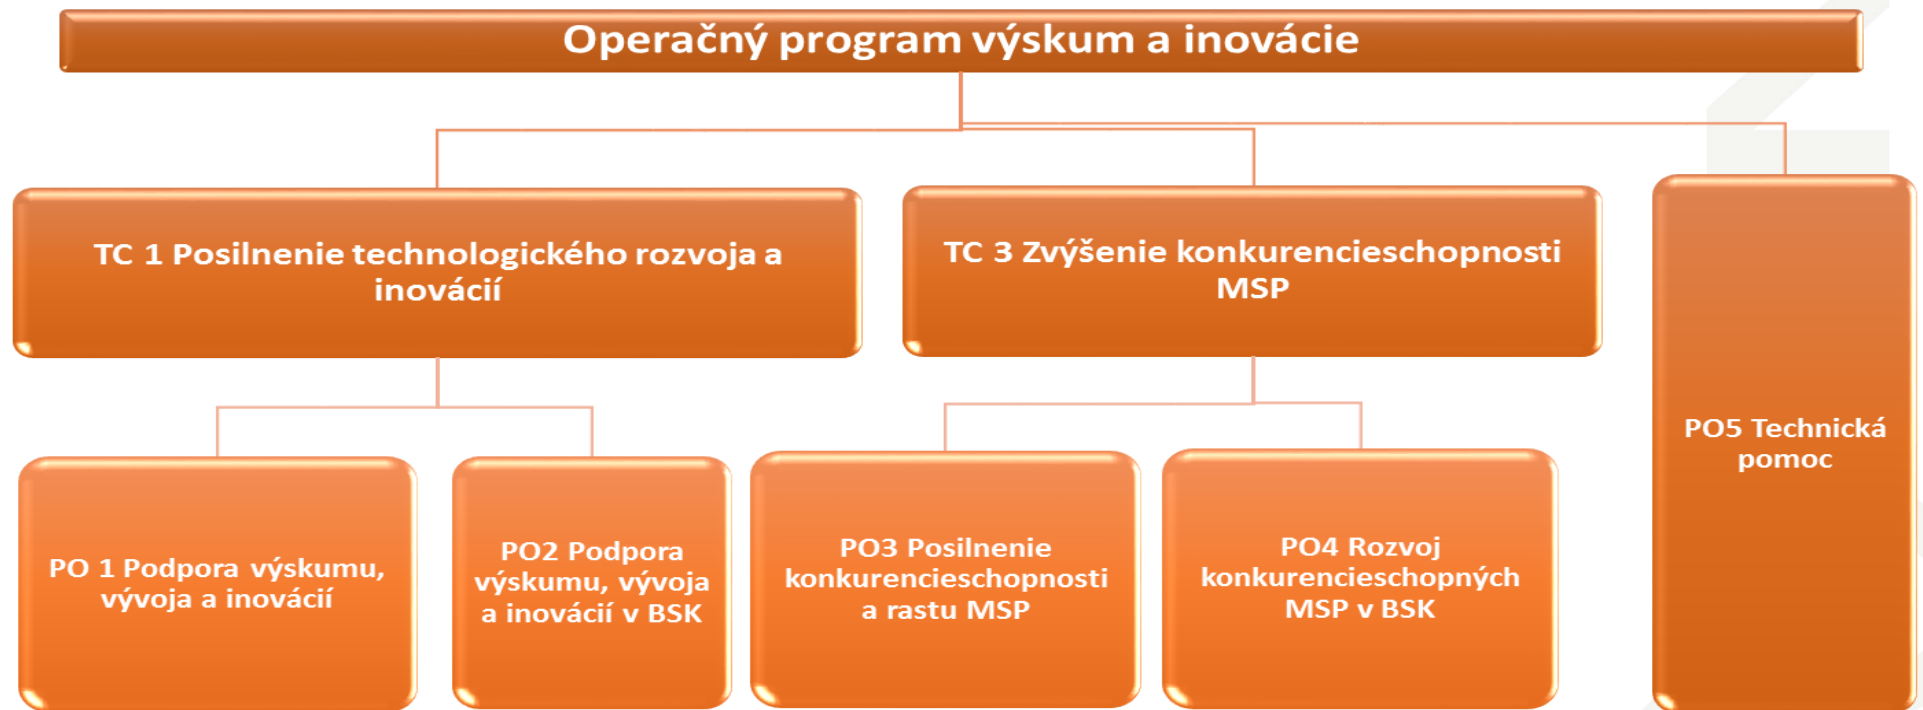 Operačný program výskum a inovácie
TC 1 Posilnenie technologického rozvoja a
inovácií
TC 3 Zvýšenie konkurencieschopnosti
MSP
PO5 Technická
pomoc
PO 1 Podpora výskumu,
vývoja a inovácií
PO2 Podpora
výskumu, vývoja
a inovácií v BSK
PO3 Posilnenie
konkurencieschopnosti
a rastu MSP
PO4 Rozvoj
konkurencieschopných
MSP v BSK